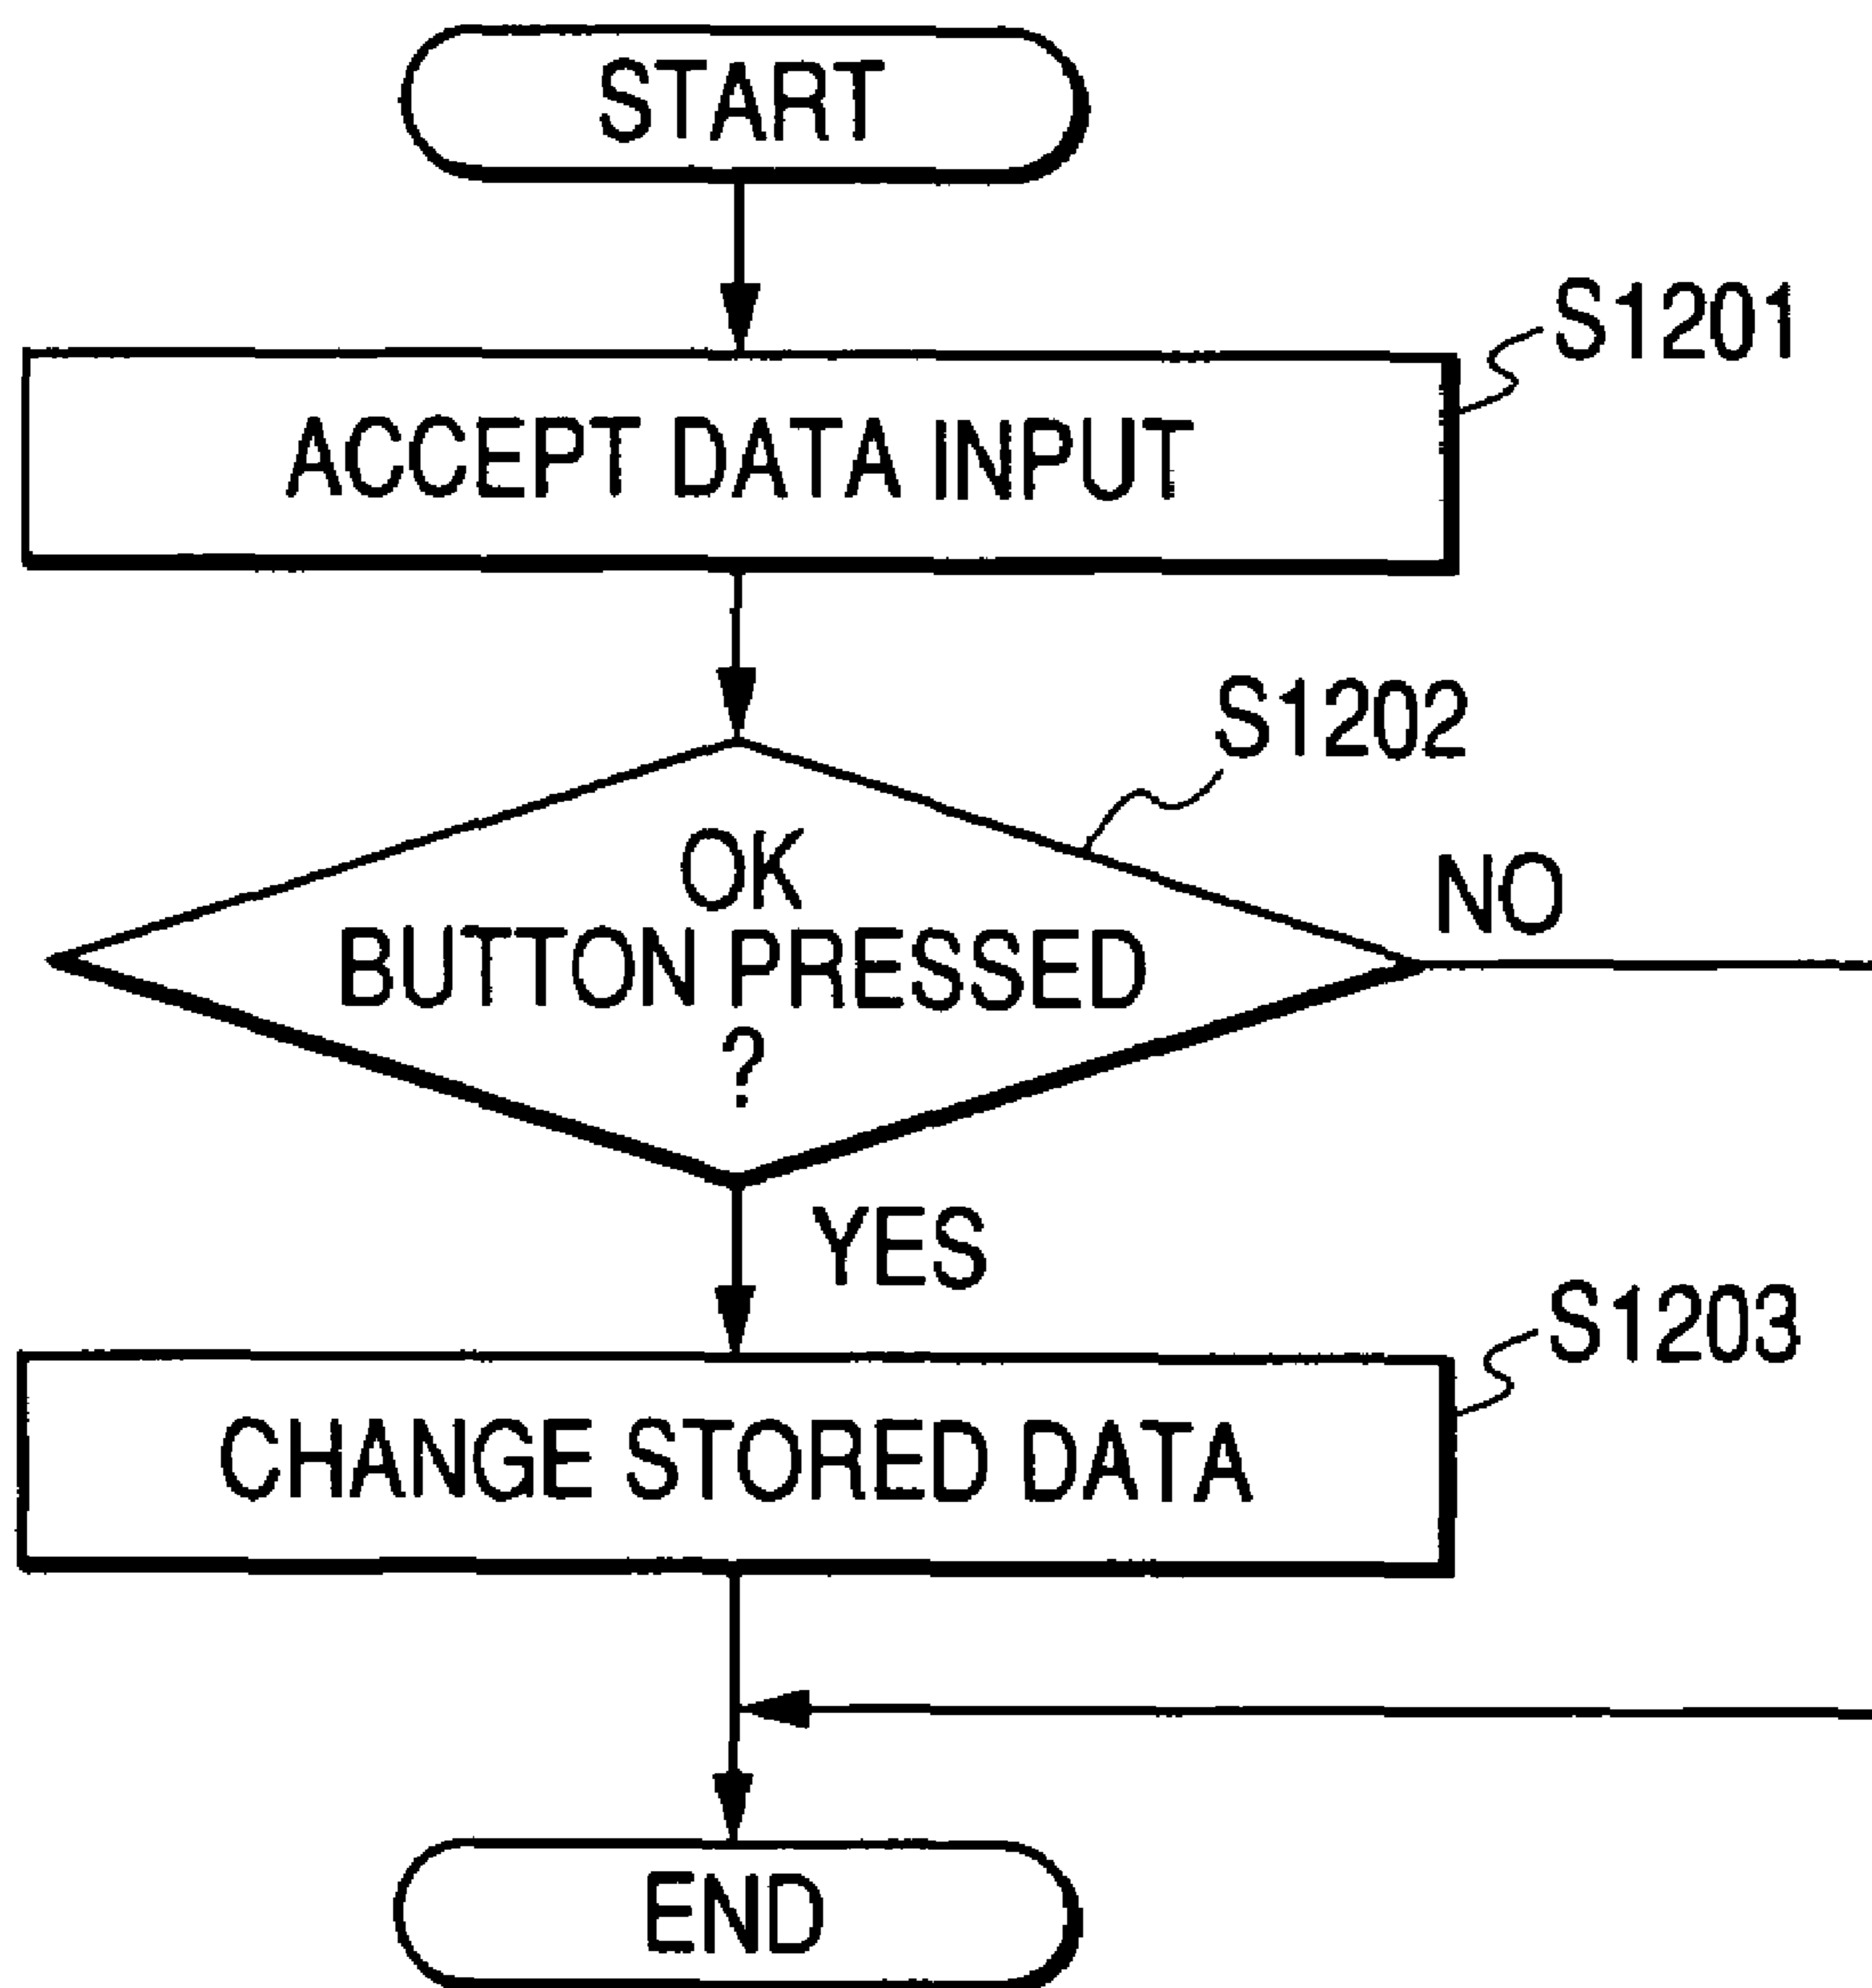 START
S1201
ACCEPT DATA INPUT
S1202
OK
BUTTON PRESSED
?
NO
YES
S1203
CHANGE STORED DATA
END